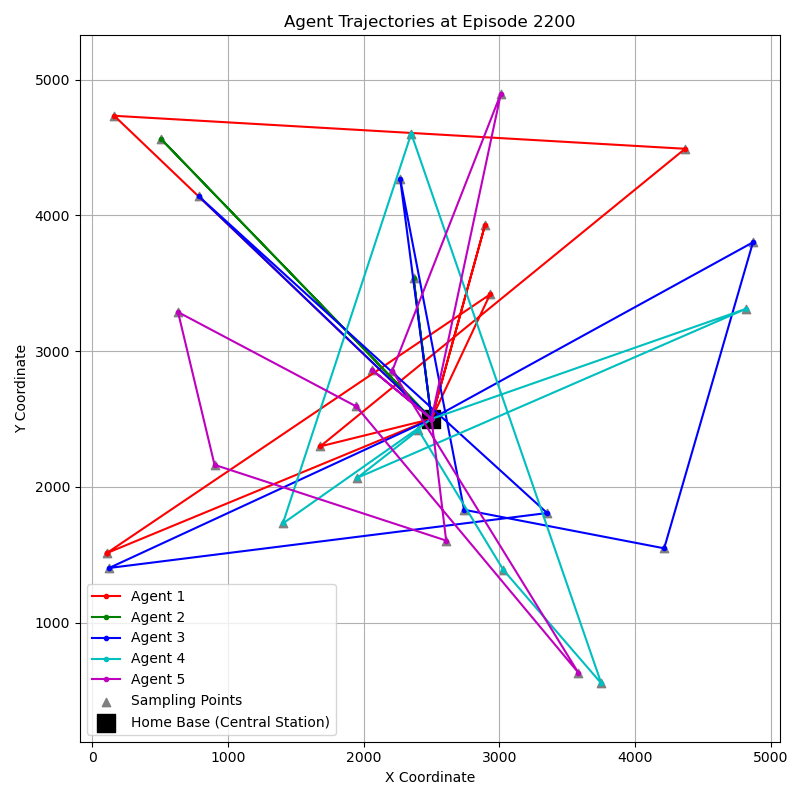 Agent Trajectories at Episode 2200
Y Coordinate
5000
4000
3000
2000
1000
Agent 1
Agent 2
Agent 3
Agent 4
Agent 5
Sampling Points
Home Base (Central Station)
0 1000 2000 3000 4000 5000
X Coordinate